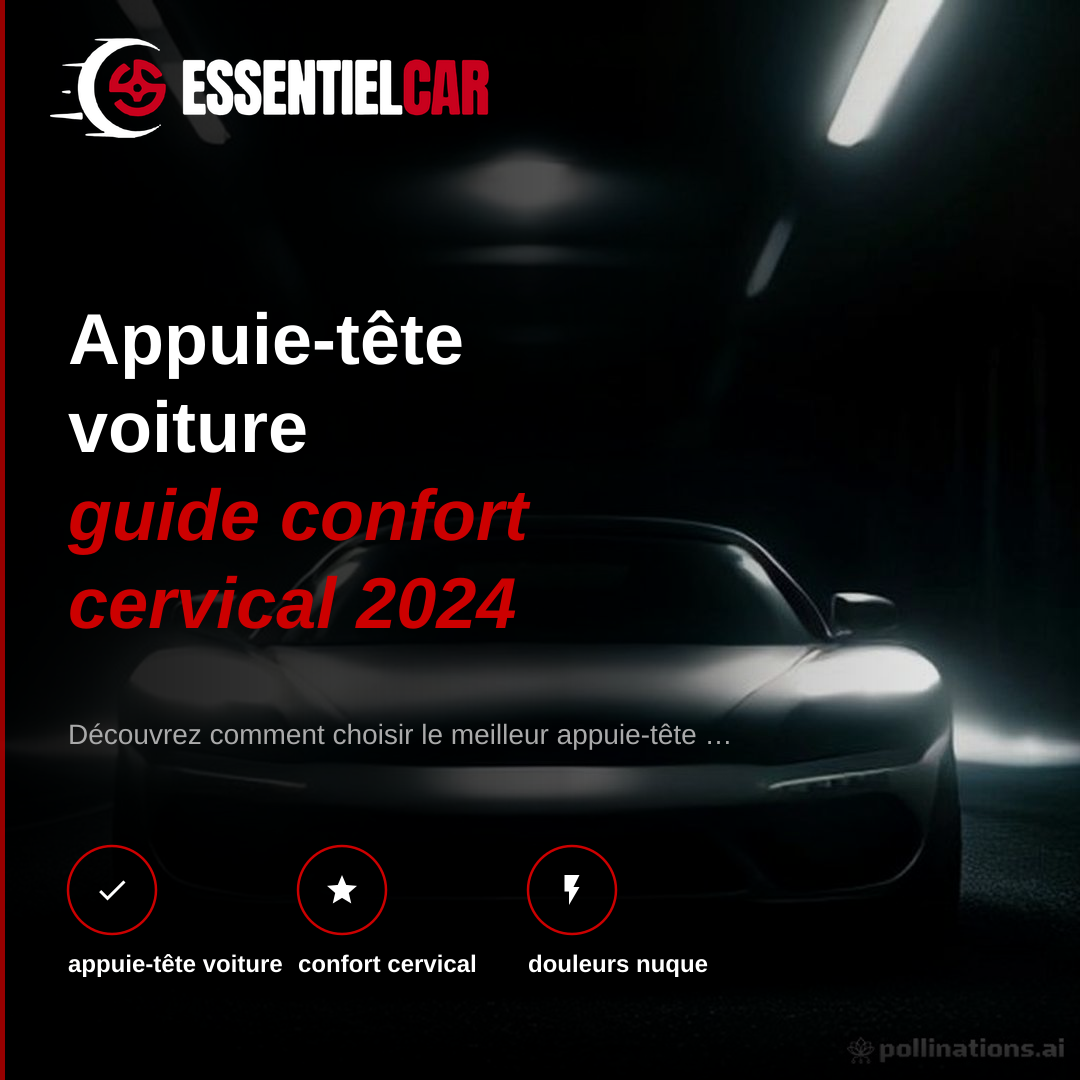 ESSENTIELCAR
Appuie-tête
voiture
guide confort
cervical 2024
Découvrez comment choisir le meilleur appuie-tête …
appuie-tête voiture
confort cervical
douleurs nuque
pollinations.ai